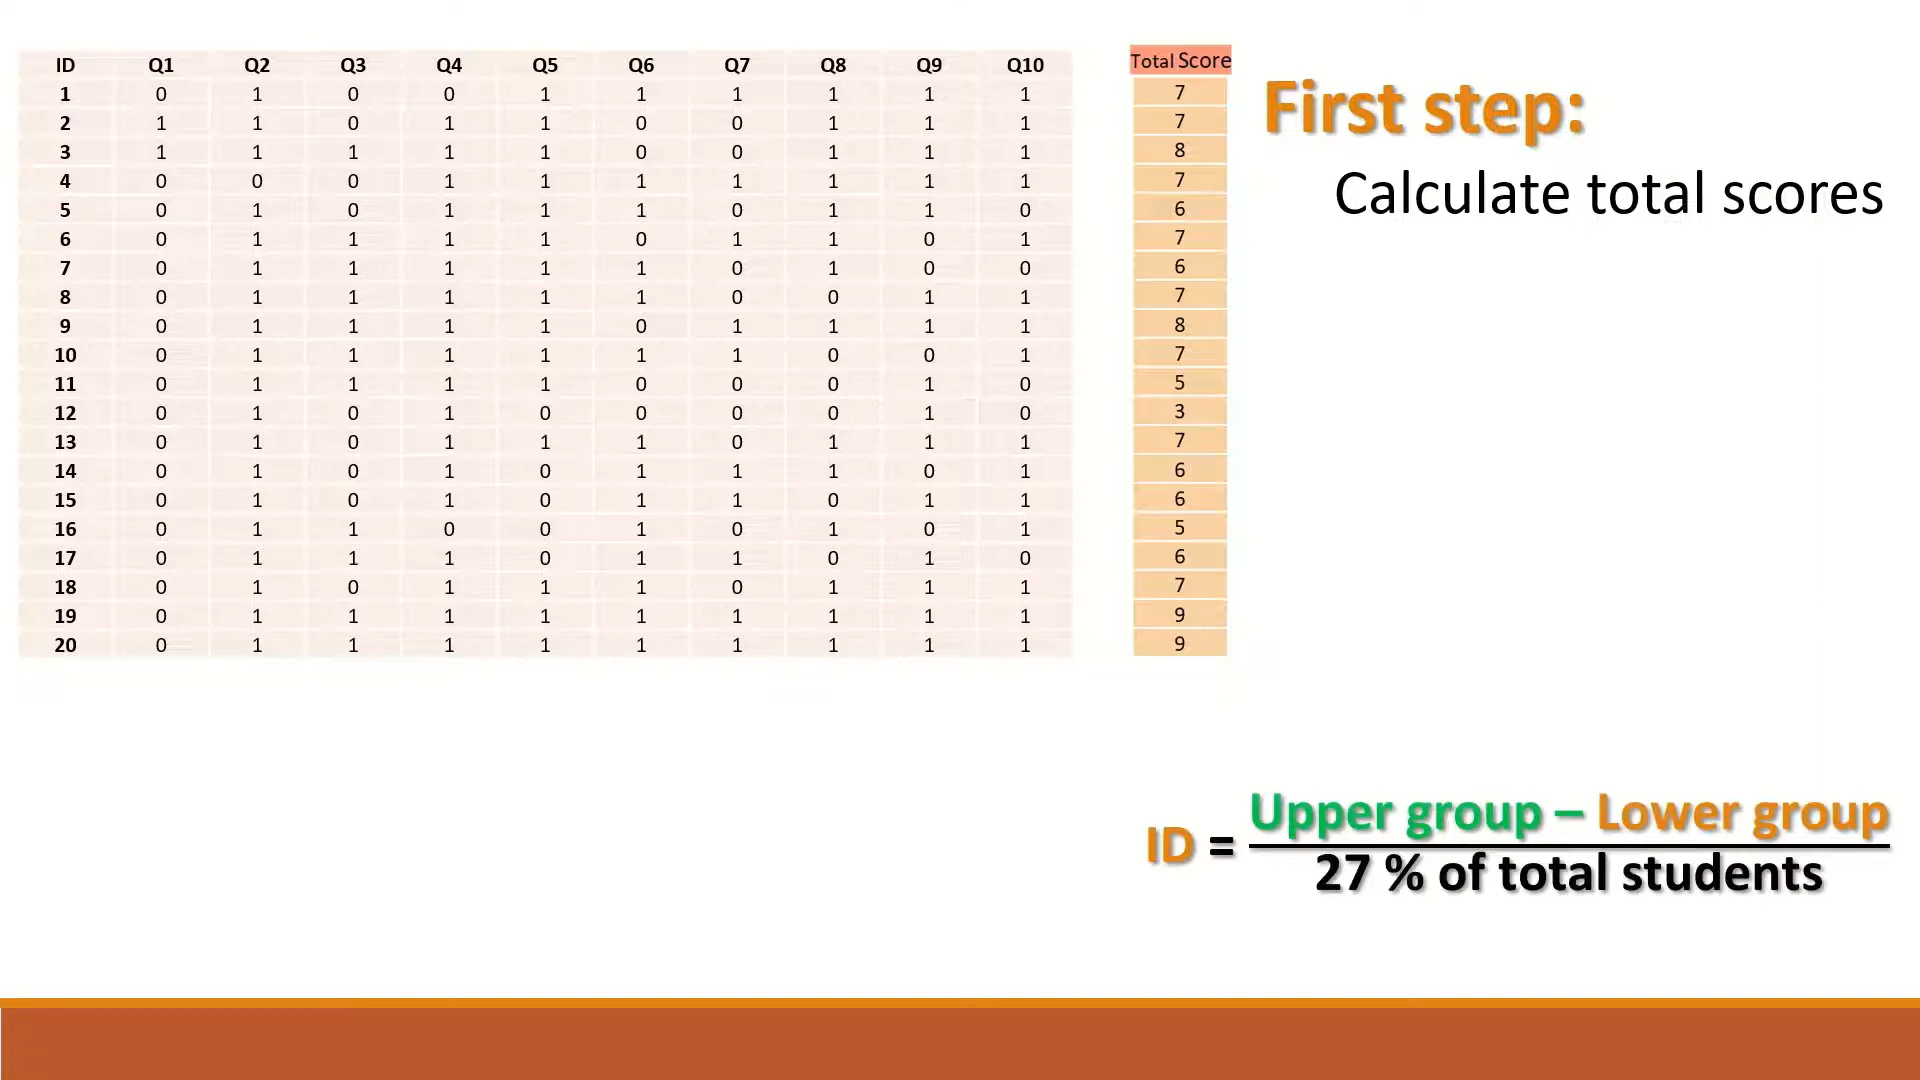 ID Q1 Q2 Q3 Q4 Q5 Q6 Q7 Q8 Q9 Q10 Total Score
1 0 1 0 0 1 1 1 1 1 1 7
2 1 1 0 1 1 0 0 1 1 1 7
3 1 1 1 1 1 0 0 1 1 1 8
4 0 0 0 1 1 1 1 1 1 1 7
5 0 1 0 1 1 1 0 1 1 0 6
6 0 1 1 1 1 0 1 1 0 1 7
7 0 1 1 1 1 1 0 1 0 0 6
8 0 1 1 1 1 1 0 0 1 1 7
9 0 1 1 1 1 0 1 1 1 1 8
10 0 1 1 1 1 1 1 0 0 1 7
11 0 1 1 1 1 0 0 0 1 0 5
12 0 1 0 1 0 0 0 0 1 0 3
13 0 1 0 1 1 1 0 1 1 1 7
14 0 1 0 1 0 1 1 1 0 1 6
15 0 1 0 1 0 1 1 0 1 1 6
16 0 1 1 0 0 1 0 1 0 1 5
17 0 1 1 1 0 1 1 0 1 0 6
18 0 1 0 1 1 1 0 1 1 1 7
19 0 1 1 1 1 1 1 1 1 1 9
20 0 1 1 1 1 1 1 1 1 1 9
First step:
Calculate total scores
ID = Upper group – Lower group
27 % of total students